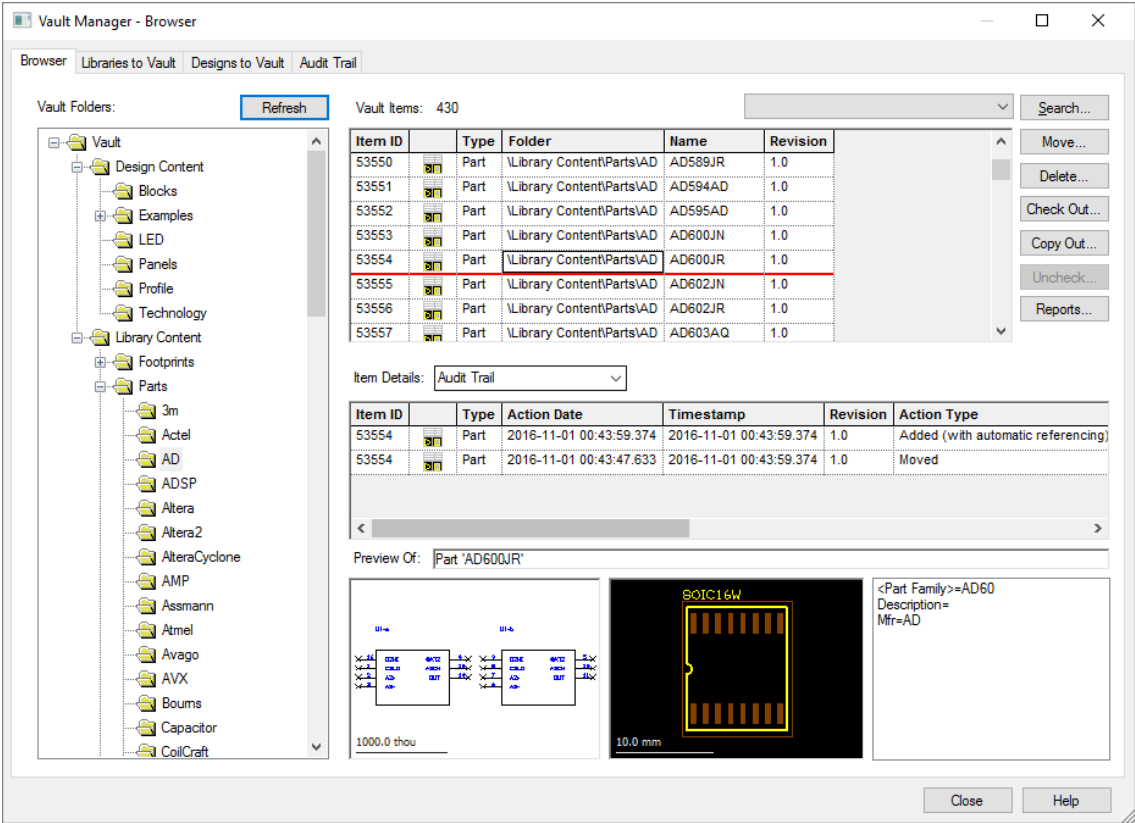 Vault Manager - Browser
Browser Libraries to Vault Designs to Vault Audit Trail
Vault Folders: Refresh
Vault
Design Content
Blocks
Examples
LED
Panels
Profile
Technology
Library Content
Footprints
Parts
3m
Actel
AD
ADSP
Altera
Altera2
AlteraCyclone
AMP
Assmann
Atmel
Avago
AVX
Bourns
Capacitor
CoilCraft
Vault Items: 430
Search...
Move...
Delete...
Check Out...
Copy Out...
Uncheck...
Reports...
Item ID Type Folder Name Revision
53550 Part \Library Content\Parts\AD AD589JR 1.0
53551 Part \Library Content\Parts\AD AD594AD 1.0
53552 Part \Library Content\Parts\AD AD595AD 1.0
53553 Part \Library Content\Parts\AD AD600JN 1.0
53554 Part \Library Content\Parts\AD AD600JR 1.0
53555 Part \Library Content\Parts\AD AD602JN 1.0
53556 Part \Library Content\Parts\AD AD602JR 1.0
53557 Part \Library Content\Parts\AD AD603AQ 1.0
Item Details: Audit Trail
Item ID Type Action Date Timestamp Revision Action Type
53554 Part 2016-11-01 00:43:59.374 2016-11-01 00:43:59.374 1.0 Added (with automatic referencing)
53554 Part 2016-11-01 00:43:47.633 2016-11-01 00:43:59.374 1.0 Moved
Preview Of: Part 'AD600JR'
U1-a U1-b
1000.0 thou
SOIC16W
10.0 mm
<Part Family>=AD60
Description=
Mfr=AD
Close Help